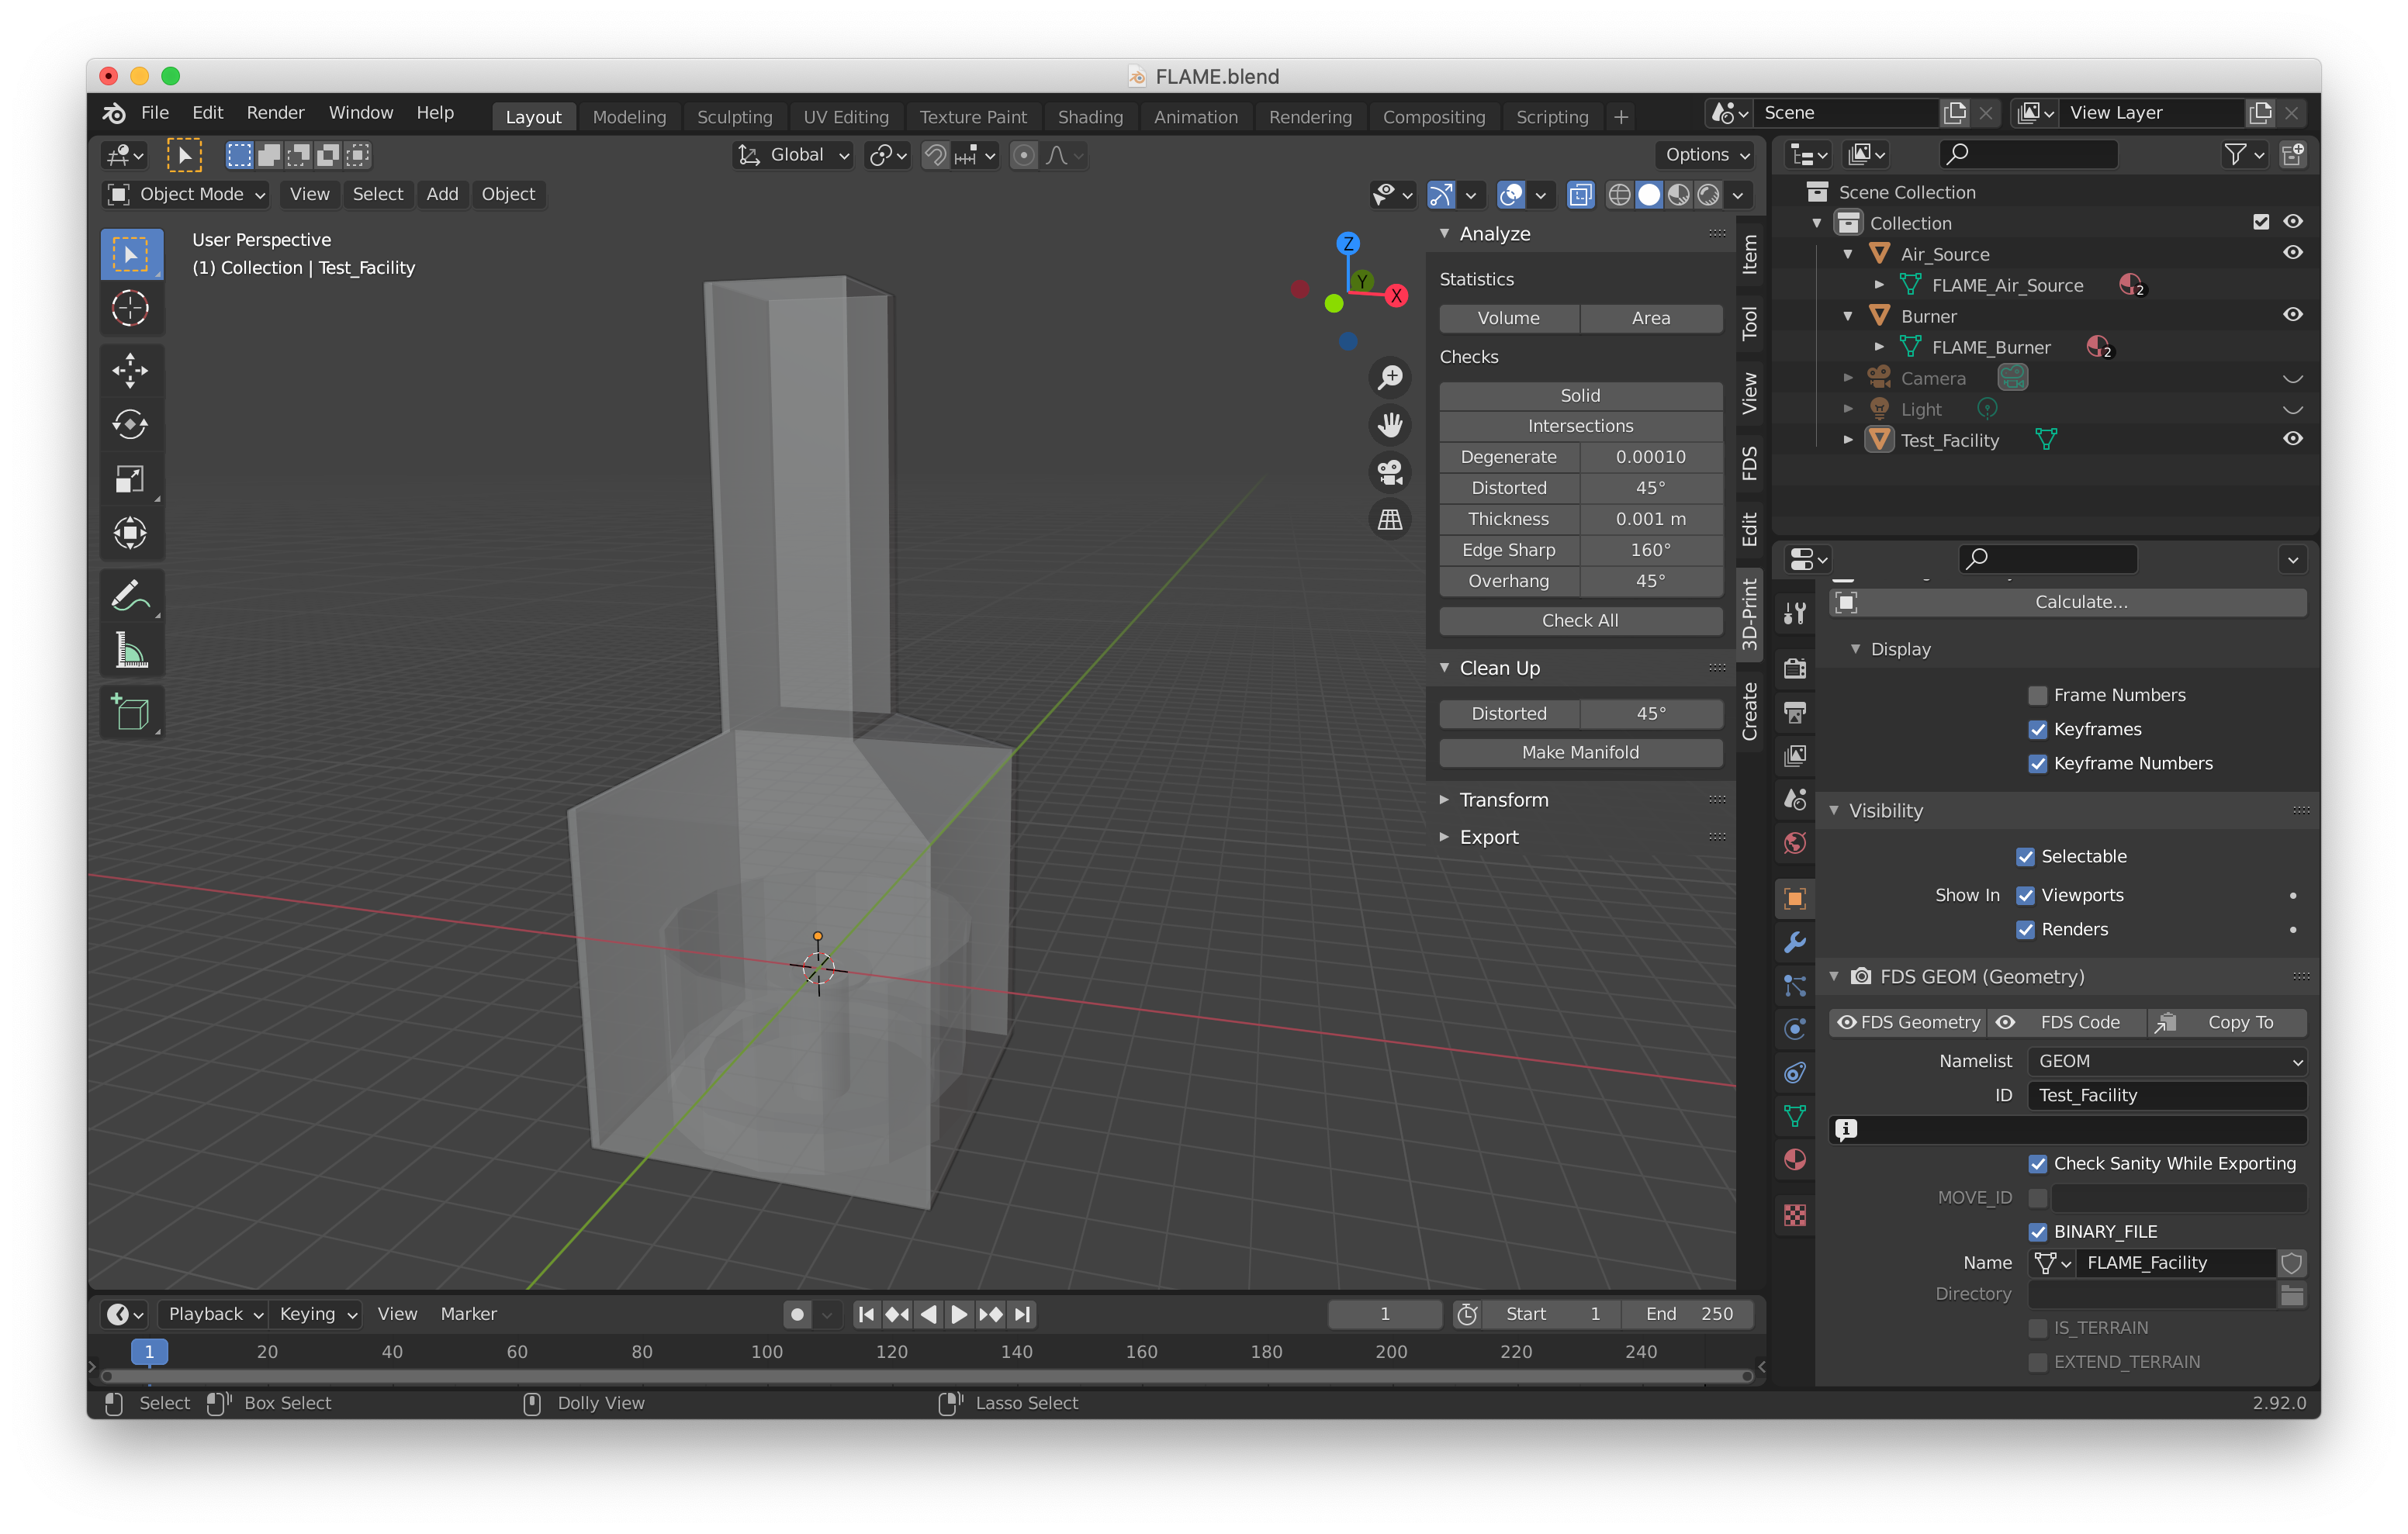 FLAME.blend
File Edit Render Window Help Layout Modeling Sculpting UV Editing Texture Paint Shading Animation Rendering Compositing Scripting + Scene View Layer
Global Options
Object Mode View Select Add Object
User Perspective
(1) Collection | Test_Facility
Z
Y
X
Analyze
Statistics
Volume Area
Checks
Solid
Intersections
Degenerate 0.00010
Distorted 45°
Thickness 0.001 m
Edge Sharp 160°
Overhang 45°
Check All
Clean Up
Distorted 45°
Make Manifold
Transform
Export
Item
Tool
View
FDS
Edit
3D-Print
Create
Scene Collection
Collection
Air_Source
FLAME_Air_Source 2
Burner
FLAME_Burner 2
Camera
Light
Test_Facility
Calculate...
Display
Frame Numbers
Keyframes
Keyframe Numbers
Visibility
Selectable
Show In Viewports
Renders
FDS GEOM (Geometry)
FDS Geometry FDS Code Copy To
Namelist GEOM
ID Test_Facility
Check Sanity While Exporting
MOVE_ID
BINARY_FILE
Name FLAME_Facility
Directory
IS_TERRAIN
EXTEND_TERRAIN
Playback Keying View Marker 1 Start 1 End 250
1 20 40 60 80 100 120 140 160 180 200 220 240
Select Box Select Dolly View Lasso Select 2.92.0